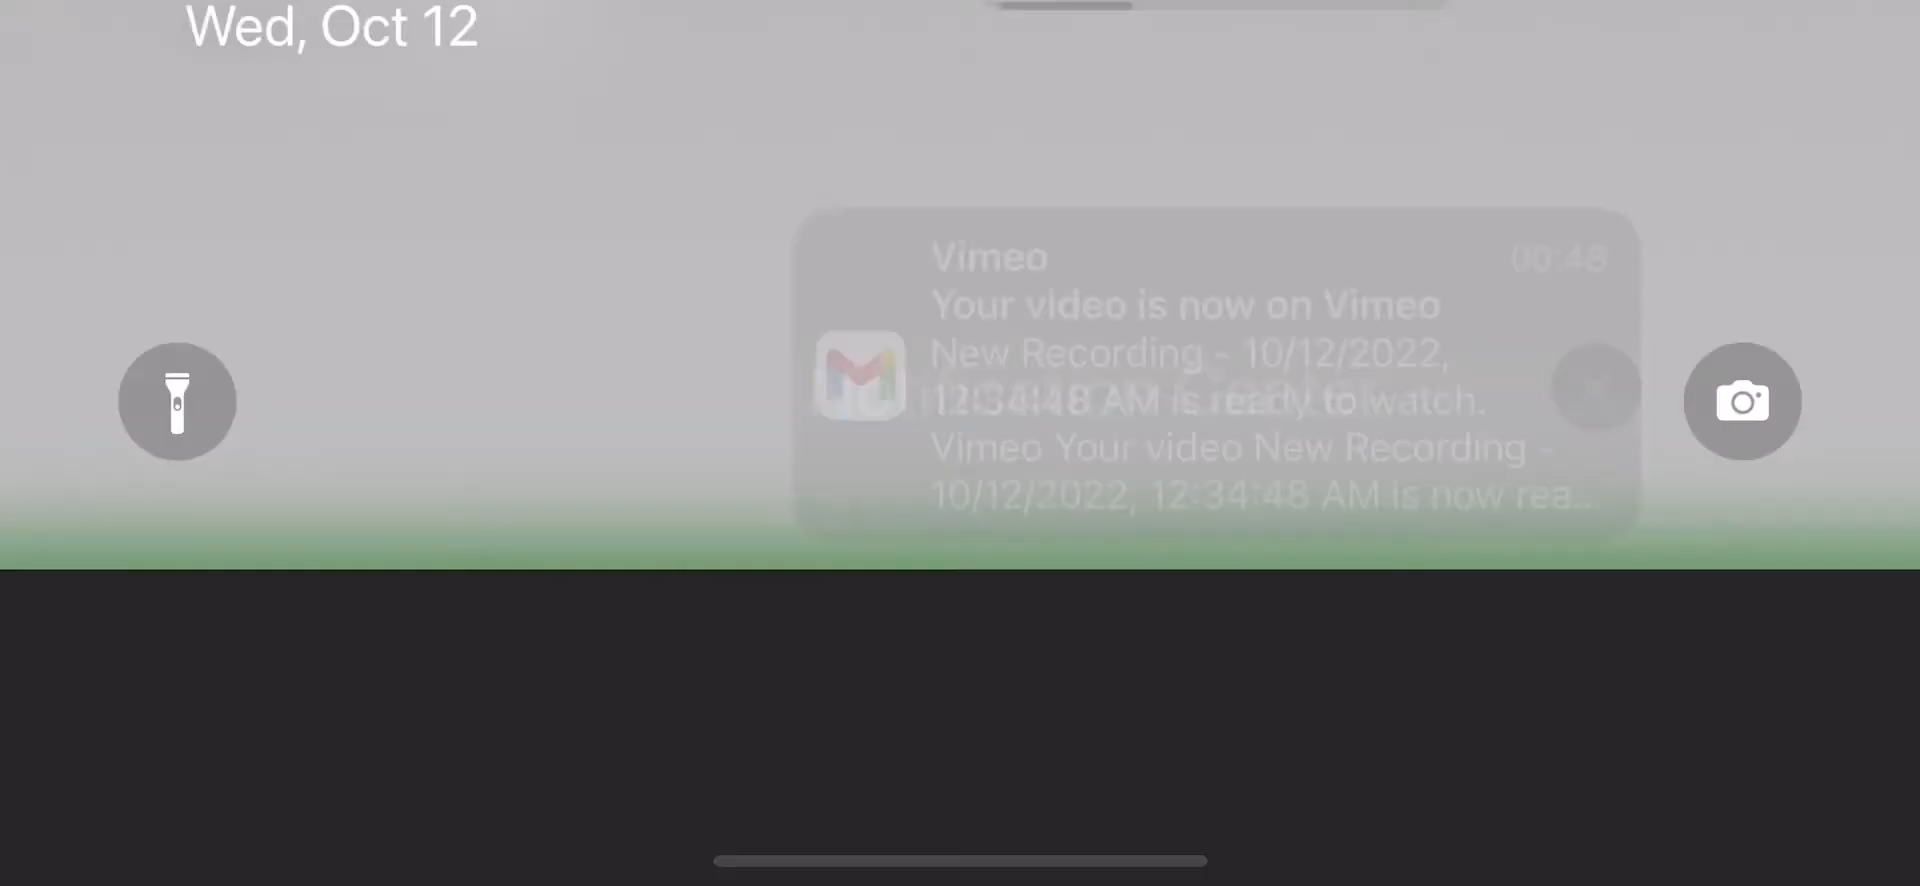 Wed, Oct 12
Vimeo
00:48
Your video is now on Vimeo
New Recording - 10/12/2022,
12:34:48 AM is ready to watch.
Vimeo Your video New Recording -
10/12/2022, 12:34:48 AM is now rea...